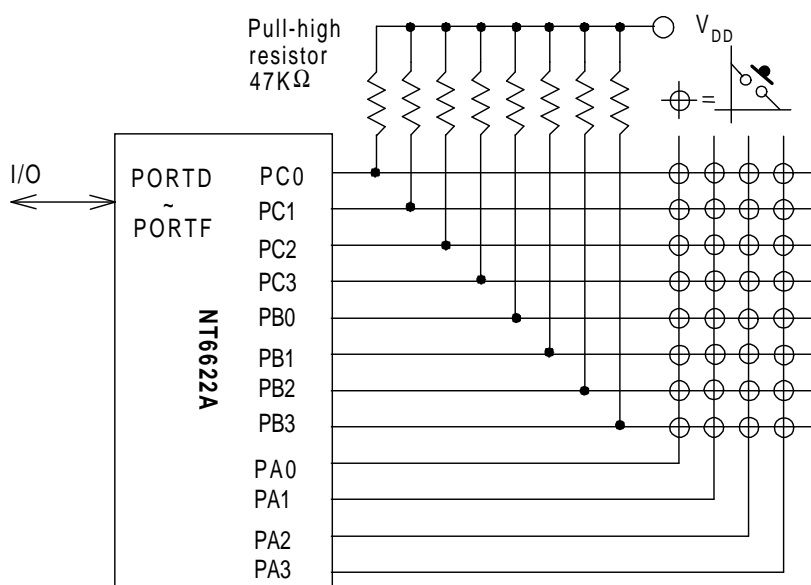 Pull-high
resistor
47KΩ
V_DD
=
I/O
PORTD
~
PORTF
NT6622A
PC0
PC1
PC2
PC3
PB0
PB1
PB2
PB3
PA0
PA1
PA2
PA3